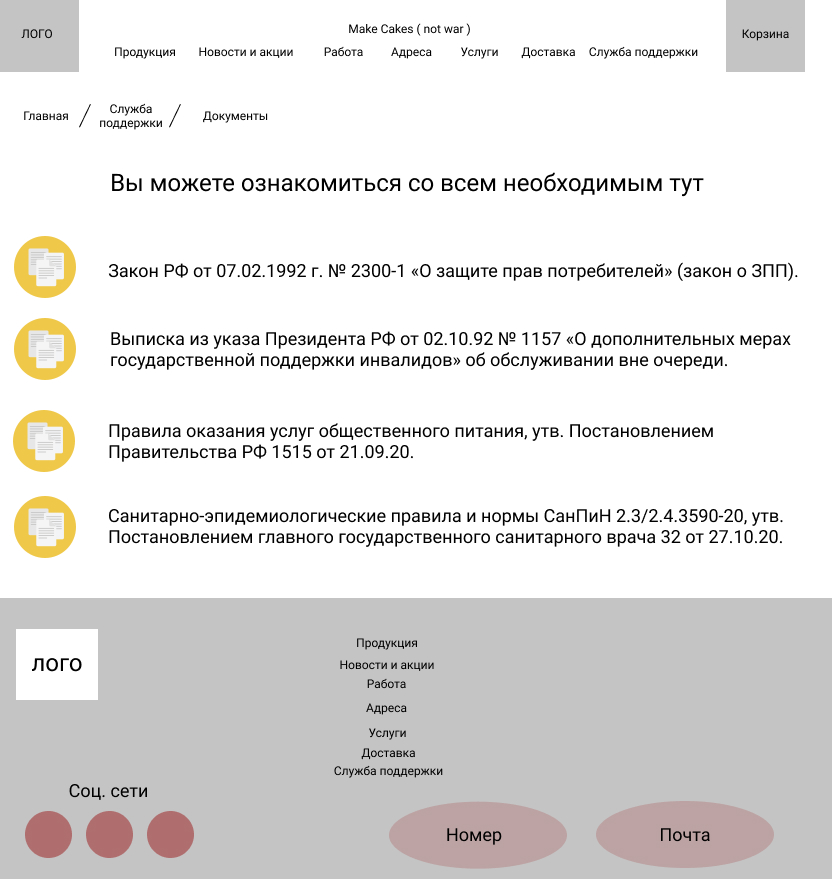 ЛОГО
Make Cakes ( not war )
Корзина
Продукция Новости и акции Работа Адреса Услуги Доставка Служба поддержки
Главная / Служба
поддержки / Документы
Вы можете ознакомиться со всем необходимым тут
Закон РФ от 07.02.1992 г. № 2300-1 «О защите прав потребителей» (закон о ЗПП).
Выписка из указа Президента РФ от 02.10.92 № 1157 «О дополнительных мерах
государственной поддержки инвалидов» об обслуживании вне очереди.
Правила оказания услуг общественного питания, утв. Постановлением
Правительства РФ 1515 от 21.09.20.
Санитарно-эпидемиологические правила и нормы СанПиН 2.3/2.4.3590-20, утв.
Постановлением главного государственного санитарного врача 32 от 27.10.20.
ЛОГО
Продукция
Новости и акции
Работа
Адреса
Услуги
Доставка
Служба поддержки
Соц. сети
Номер
Почта